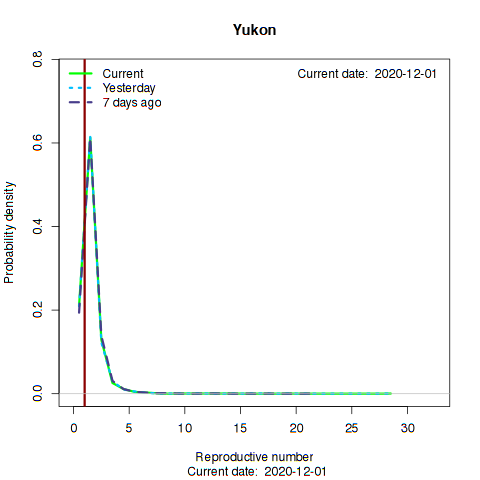 Yukon
Current
Yesterday
7 days ago
Current date:  2020-12-01
Probability density
0.8
0.6
0.4
0.2
0.0
0 5 10 15 20 25 30
Reproductive number
Current date:  2020-12-01